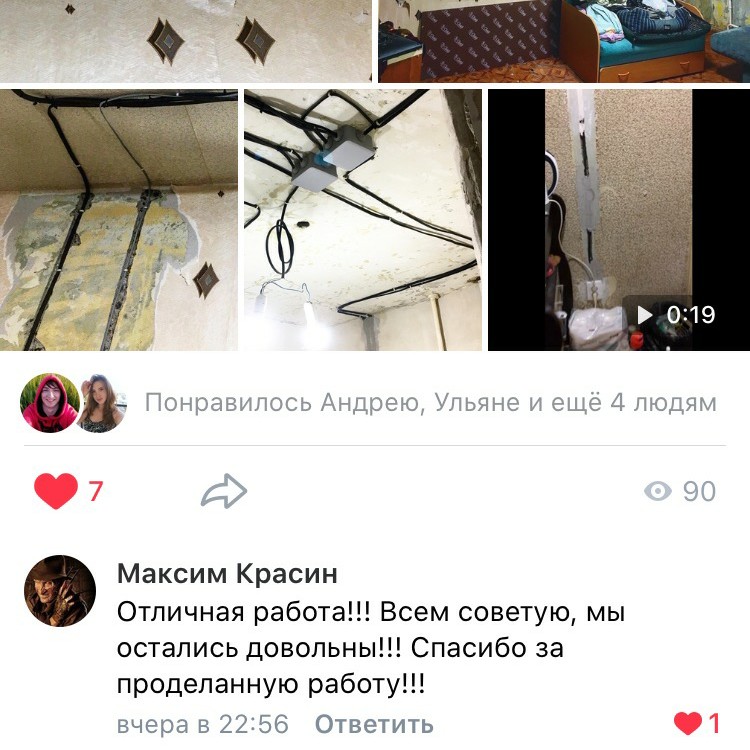 0:19
Понравилось Андрею, Ульяне и ещё 4 людям
7
90
Максим Красин
Отличная работа!!! Всем советую, мы
остались довольны!!! Спасибо за
проделанную работу!!!
вчера в 22:56 Ответить
1